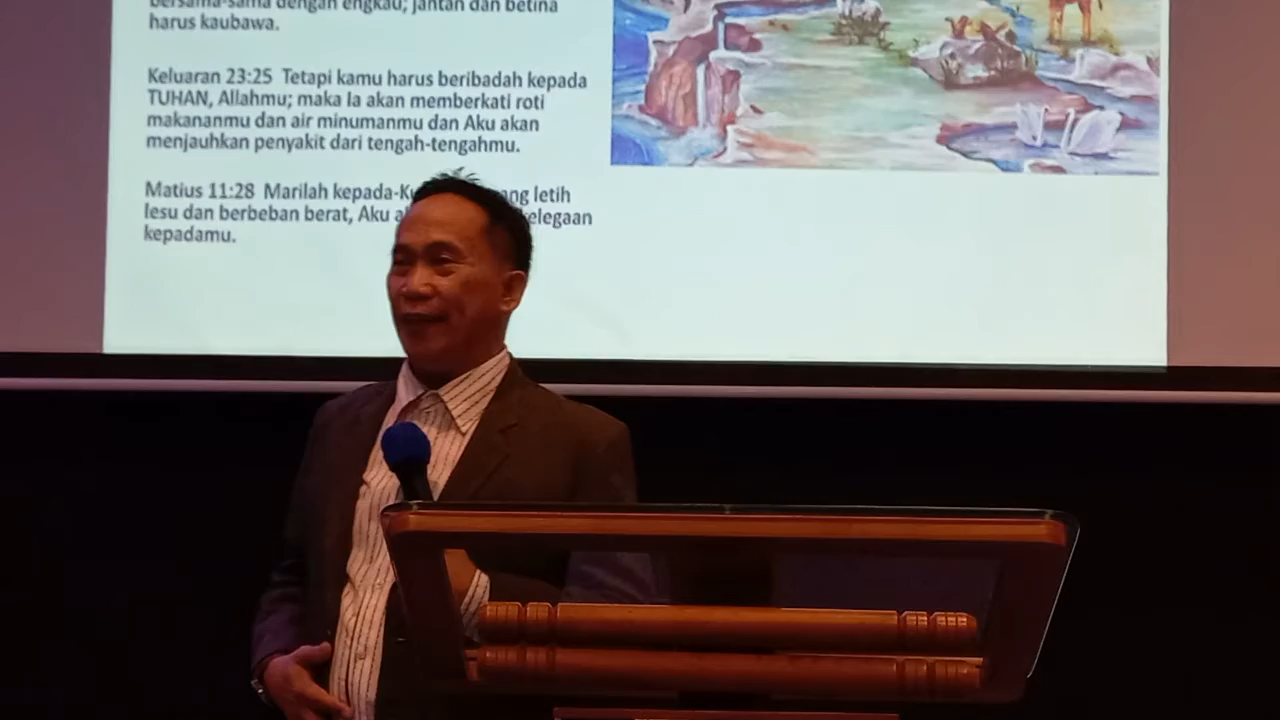 bersama-sama dengan engkau; jantan dan betina
harus kaubawa.
Keluaran 23:25 Tetapi kamu harus beribadah kepada
TUHAN, Allahmu; maka Ia akan memberkati roti
makananmu dan air minumanmu dan Aku akan
menjauhkan penyakit dari tengah-tengahmu.
Matius 11:28 Marilah kepada-Ku letih
lesu dan berbeban berat, Aku kelegaan
kepadamu.